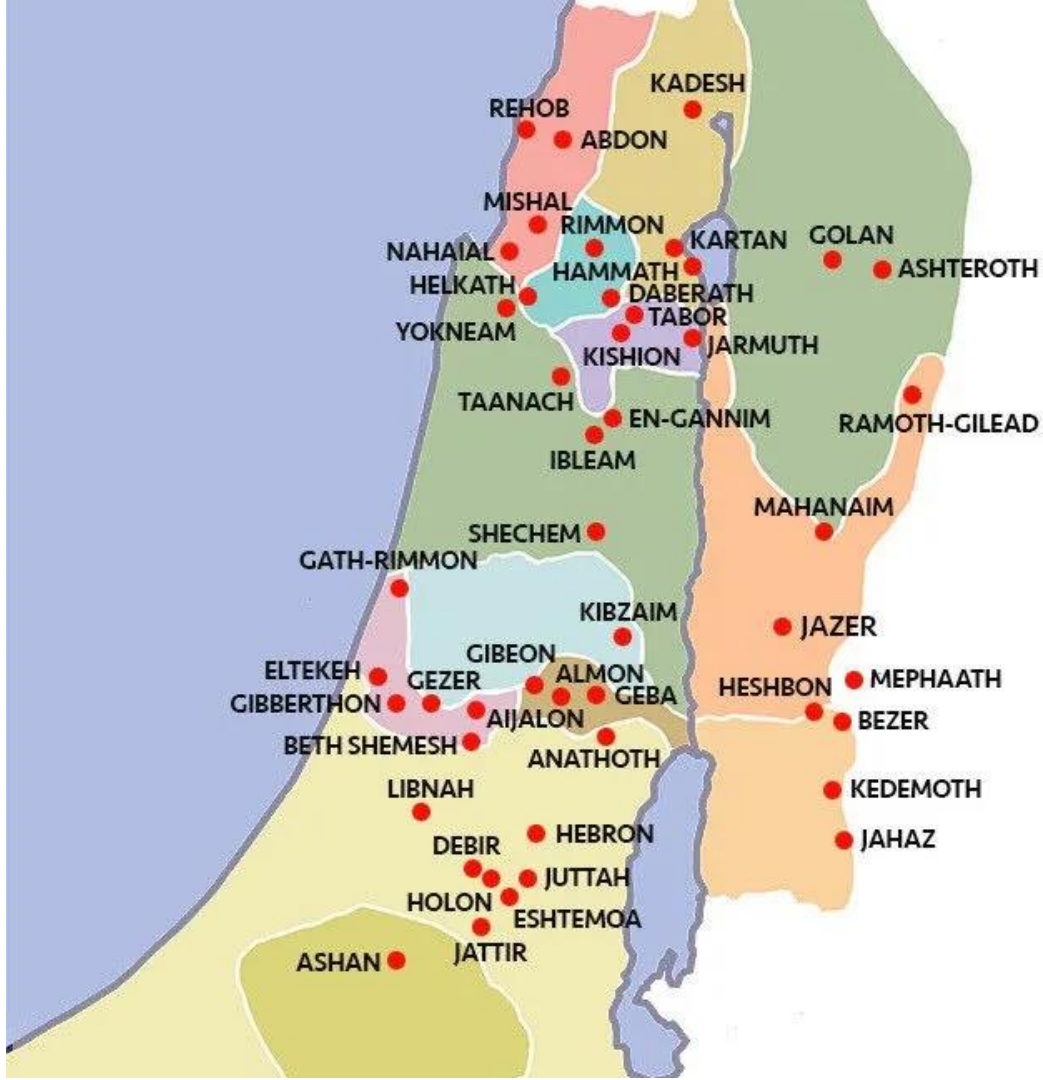 KADESH
REHOB
ABDON
MISHAL
RIMMON
KARTAN
GOLAN
NAHAIAL
HAMMATH
ASHTEROTH
HELKATH
DABERATH
TABOR
YOKNEAM
JARMUTH
KISHION
TAANACH
EN-GANNIM
RAMOTH-GILEAD
IBLEAM
MAHANAIM
SHECHEM
GATH-RIMMON
KIBZAIM
JAZER
GIBEON
ELTEKEH
GEZER
ALMON
MEPHAATH
HESHBON
GEBA
GIBBERTHON
AIJALON
BEZER
BETH SHEMESH
ANATHOTH
LIBNAH
KEDEMOTH
HEBRON
JAHAZ
DEBIR
JUTTAH
HOLON
ESHTEMOA
JATTIR
ASHAN